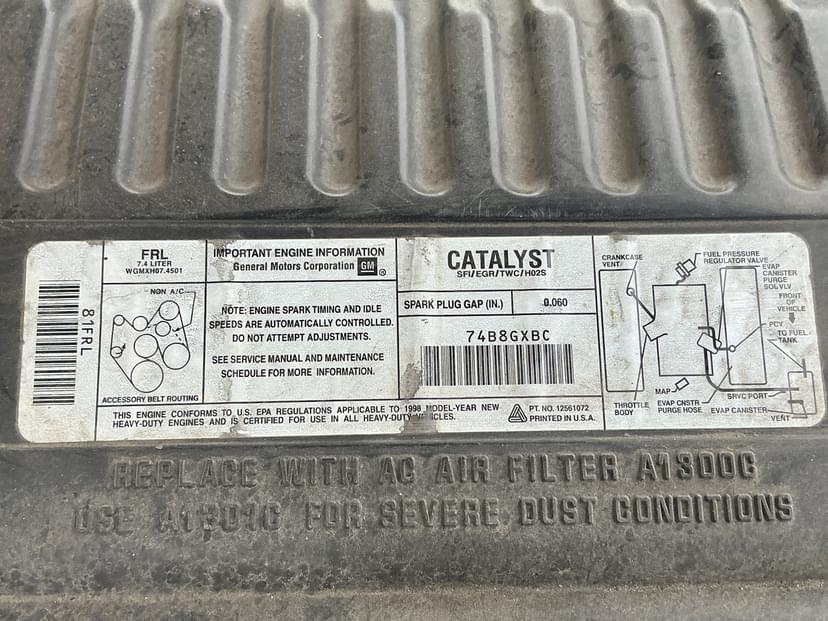 8JFRL
FRL
7.4 LITER
WGMXH07.4501
NON A/C
ACCESSORY BELT ROUTING
IMPORTANT ENGINE INFORMATION
General Motors Corporation GM ®
NOTE: ENGINE SPARK TIMING AND IDLE
SPEEDS ARE AUTOMATICALLY CONTROLLED.
DO NOT ATTEMPT ADJUSTMENTS.
SEE SERVICE MANUAL AND MAINTENANCE
SCHEDULE FOR MORE INFORMATION.
CATALYST
SFI/EGR/TWC/HO2S
SPARK PLUG GAP (IN.) 0.060
74B8GXBC
THIS ENGINE CONFORMS TO U.S. EPA REGULATIONS APPLICABLE TO 1998 MODEL-YEAR NEW
HEAVY-DUTY ENGINES AND IS CERTIFIED FOR USE IN ALL HEAVY-DUTY VEHICLES.
PT. NO. 12561072
PRINTED IN U.S.A.
CRANKCASE
VENT
FUEL PRESSURE
REGULATOR VALVE
EVAP
CANISTER
PURGE
SOL VLV
FRONT
OF
VEHICLE
PCV
TO FUEL
TANK
MAP
SRVC PORT
THROTTLE
BODY
EVAP CNSTR
PURGE HOSE
EVAP CANISTER
VENT
REPLACE WITH AC AIR FILTER A1300C
USE A1301C FOR SEVERE DUST CONDITIONS